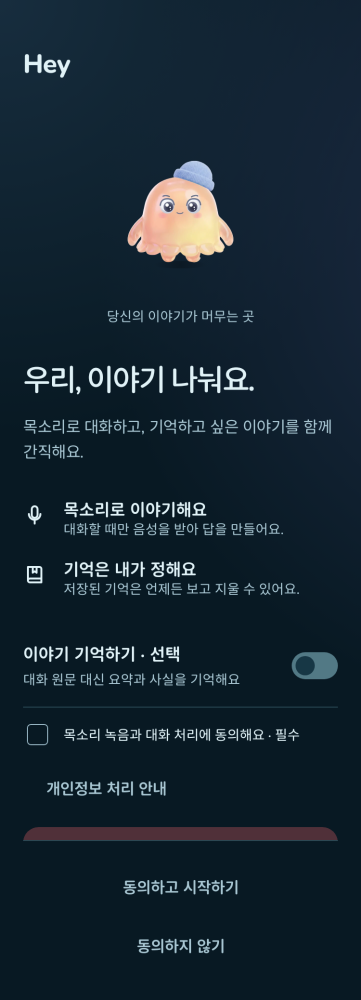 Hey
당신의 이야기가 머무는 곳
우리, 이야기 나눠요.
목소리로 대화하고, 기억하고 싶은 이야기를 함께
간직해요.
목소리로 이야기해요
대화할 때만 음성을 받아 답을 만들어요.
기억은 내가 정해요
저장된 기억은 언제든 보고 지울 수 있어요.
이야기 기억하기 · 선택
대화 원문 대신 요약과 사실을 기억해요
목소리 녹음과 대화 처리에 동의해요 · 필수
개인정보 처리 안내
동의하고 시작하기
동의하지 않기